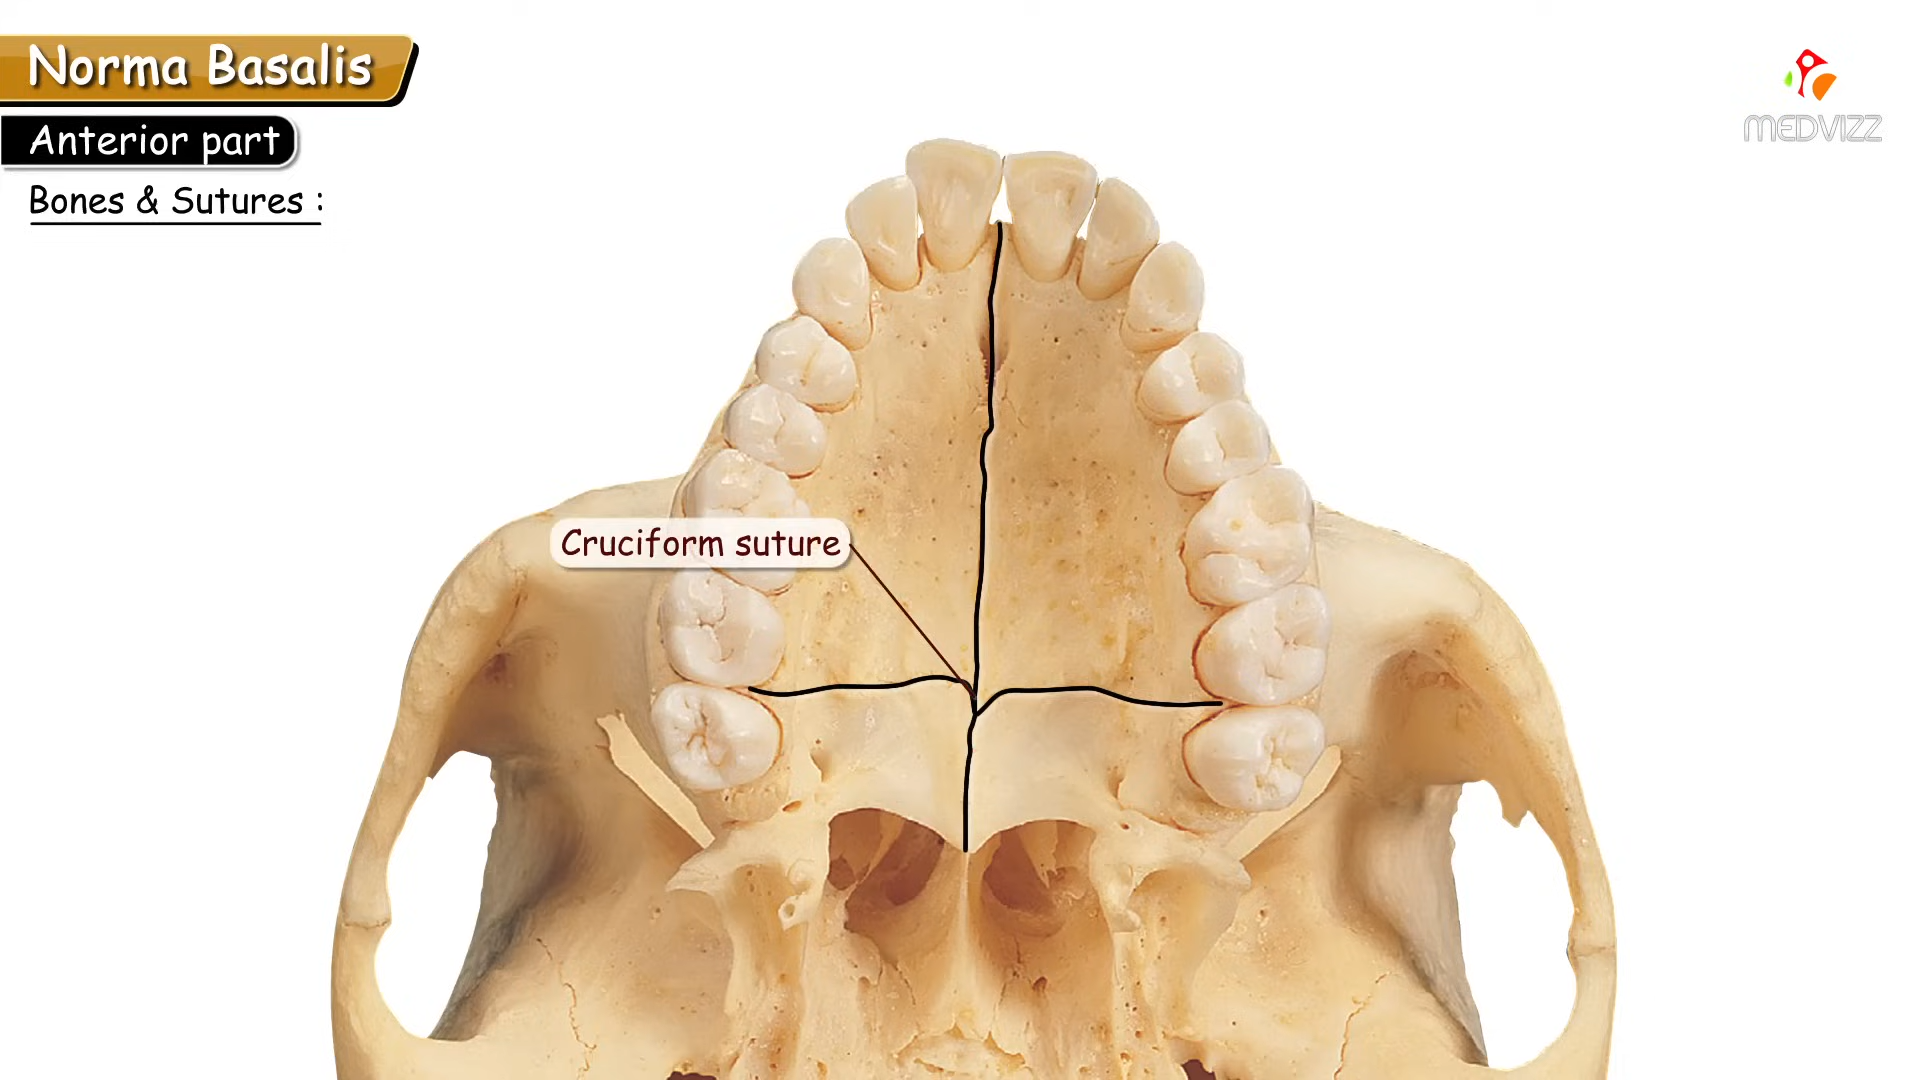 Norma Basalis
Anterior part
Bones & Sutures :
MEDVIZZ
Cruciform suture